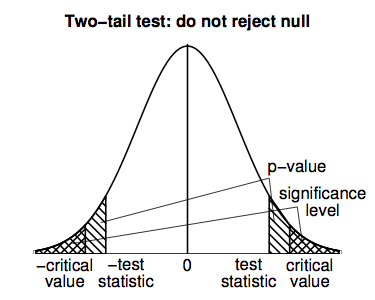 Two−tail test: do not reject null
p−value
significance
level
−critical
value
−test
statistic
0
test
statistic
critical
value